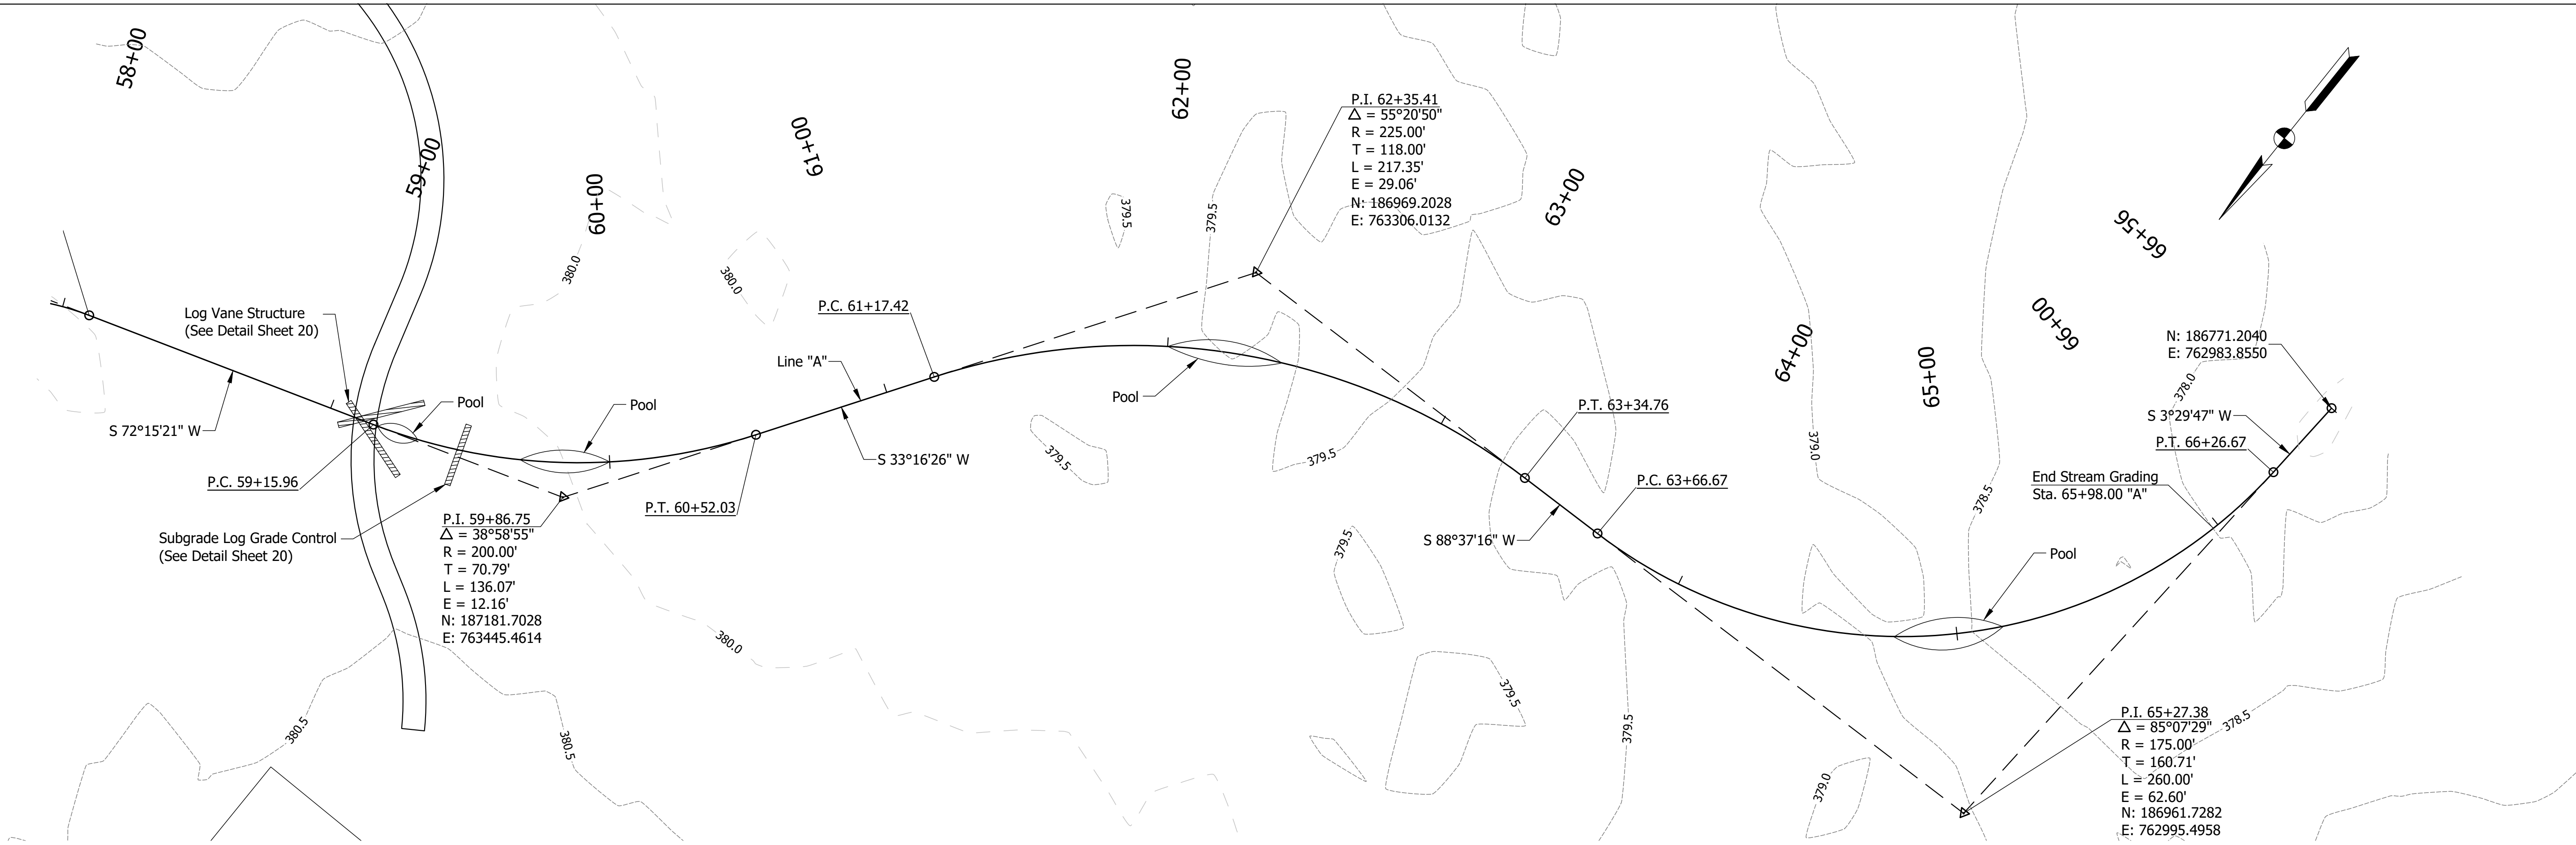 58+00
59+00
60+00
61+00
62+00
63+00
64+00
65+00
66+00
66+56
P.I. 62+35.41
△ = 55°20'50"
R = 225.00'
T = 118.00'
L = 217.35'
E = 29.06'
N: 186969.2028
E: 763306.0132
379.5
379.5
380.0
380.0
Log Vane Structure
(See Detail Sheet 20)
P.C. 61+17.42
Line "A"
N: 186771.2040
E: 762983.8550
378.0
Pool
Pool
Pool
P.T. 63+34.76
S 3°29'47" W
S 72°15'21" W
P.T. 66+26.67
379.0
379.5
379.5
S 33°16'26" W
P.C. 59+15.96
P.C. 63+66.67
End Stream Grading
Sta. 65+98.00 "A"
378.5
P.T. 60+52.03
P.I. 59+86.75
△ = 38°58'55"
R = 200.00'
T = 70.79'
L = 136.07'
E = 12.16'
N: 187181.7028
E: 763445.4614
Subgrade Log Grade Control
(See Detail Sheet 20)
S 88°37'16" W
379.5
Pool
380.0
379.5
380.5
380.5
379.5
378.5
379.0
P.I. 65+27.38
△ = 85°07'29"
R = 175.00'
T = 160.71'
L = 260.00'
E = 62.60'
N: 186961.7282
E: 762995.4958